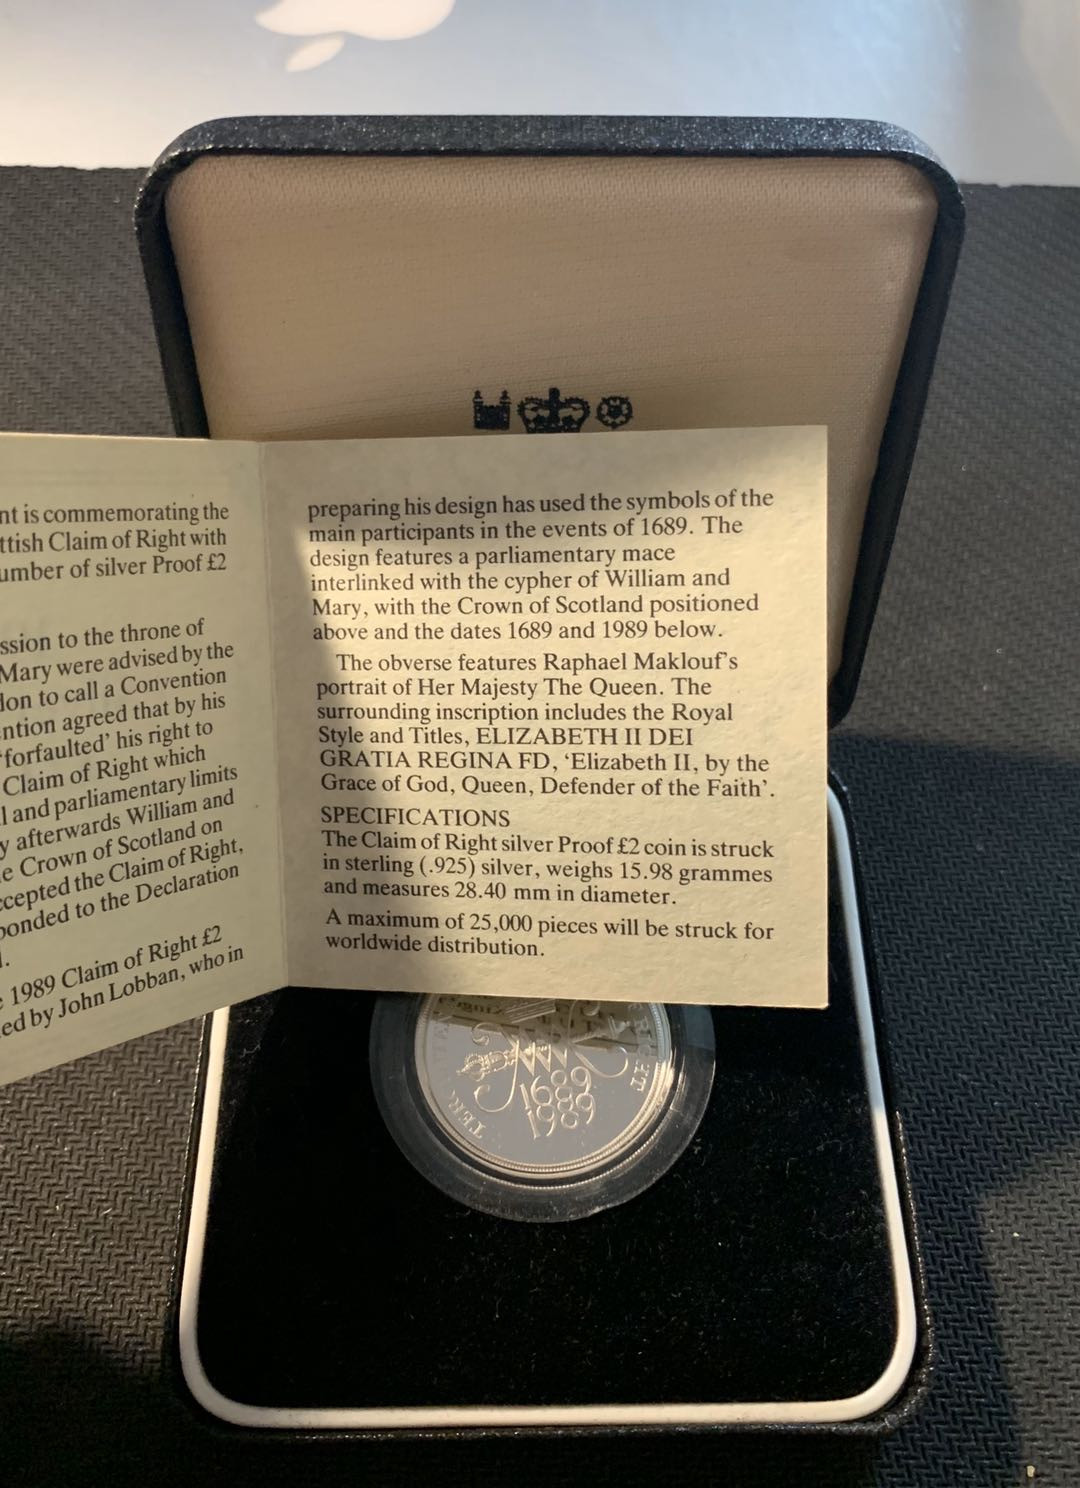 nt is commemorating the
ttish Claim of Right with
umber of silver Proof £2
ssion to the throne of
Mary were advised by the
don to call a Convention
ntion agreed that by his
'forfaulted' his right to
Claim of Right which
l and parliamentary limits
y afterwards William and
e Crown of Scotland on
ccepted the Claim of Right,
ponded to the Declaration
l.
e 1989 Claim of Right £2
ed by John Lobban, who in
preparing his design has used the symbols of the
main participants in the events of 1689. The
design features a parliamentary mace
interlinked with the cypher of William and
Mary, with the Crown of Scotland positioned
above and the dates 1689 and 1989 below.
The obverse features Raphael Maklouf's
portrait of Her Majesty The Queen. The
surrounding inscription includes the Royal
Style and Titles, ELIZABETH II DEI
GRATIA REGINA FD, 'Elizabeth II, by the
Grace of God, Queen, Defender of the Faith'.
SPECIFICATIONS
The Claim of Right silver Proof £2 coin is struck
in sterling (.925) silver, weighs 15.98 grammes
and measures 28.40 mm in diameter.
A maximum of 25,000 pieces will be struck for
worldwide distribution.
RIGHT
TER
1689
1989